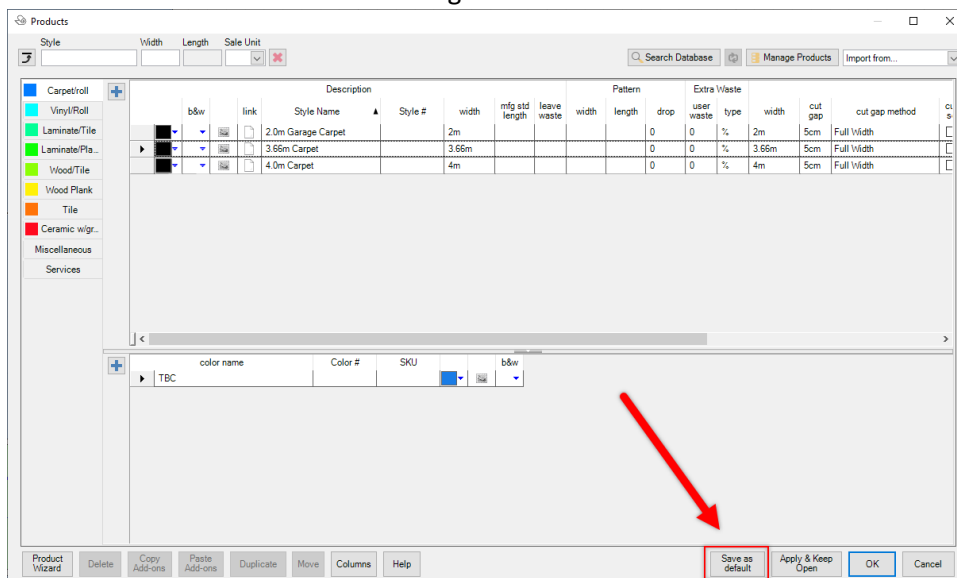 Products
Style Width Length Sale Unit
Search Database Manage Products Import from...
Carpet/roll
Vinyl/Roll
Laminate/Tile
Laminate/Pla...
Wood/Tile
Wood Plank
Tile
Ceramic w/gr...
Miscellaneous
Services
Description Pattern Extra Waste
b&w link Style Name Style # width mfg std length leave waste width length drop user waste type width cut gap cut gap method
2.0m Garage Carpet 2m 0 0 % 2m 5cm Full Width
3.66m Carpet 3.66m 0 0 % 3.66m 5cm Full Width
4.0m Carpet 4m 0 0 % 4m 5cm Full Width
color name Color # SKU b&w
TBC
Product Wizard Delete Copy Add-ons Paste Add-ons Duplicate Move Columns Help Save as default Apply & Keep Open OK Cancel